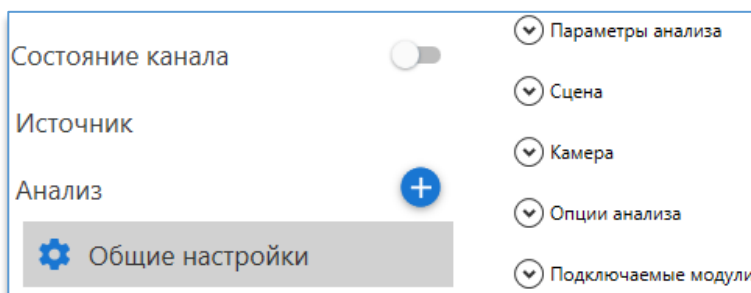 Состояние канала
Источник
Анализ
Общие настройки
Параметры анализа
Сцена
Камера
Опции анализа
Подключаемые модули